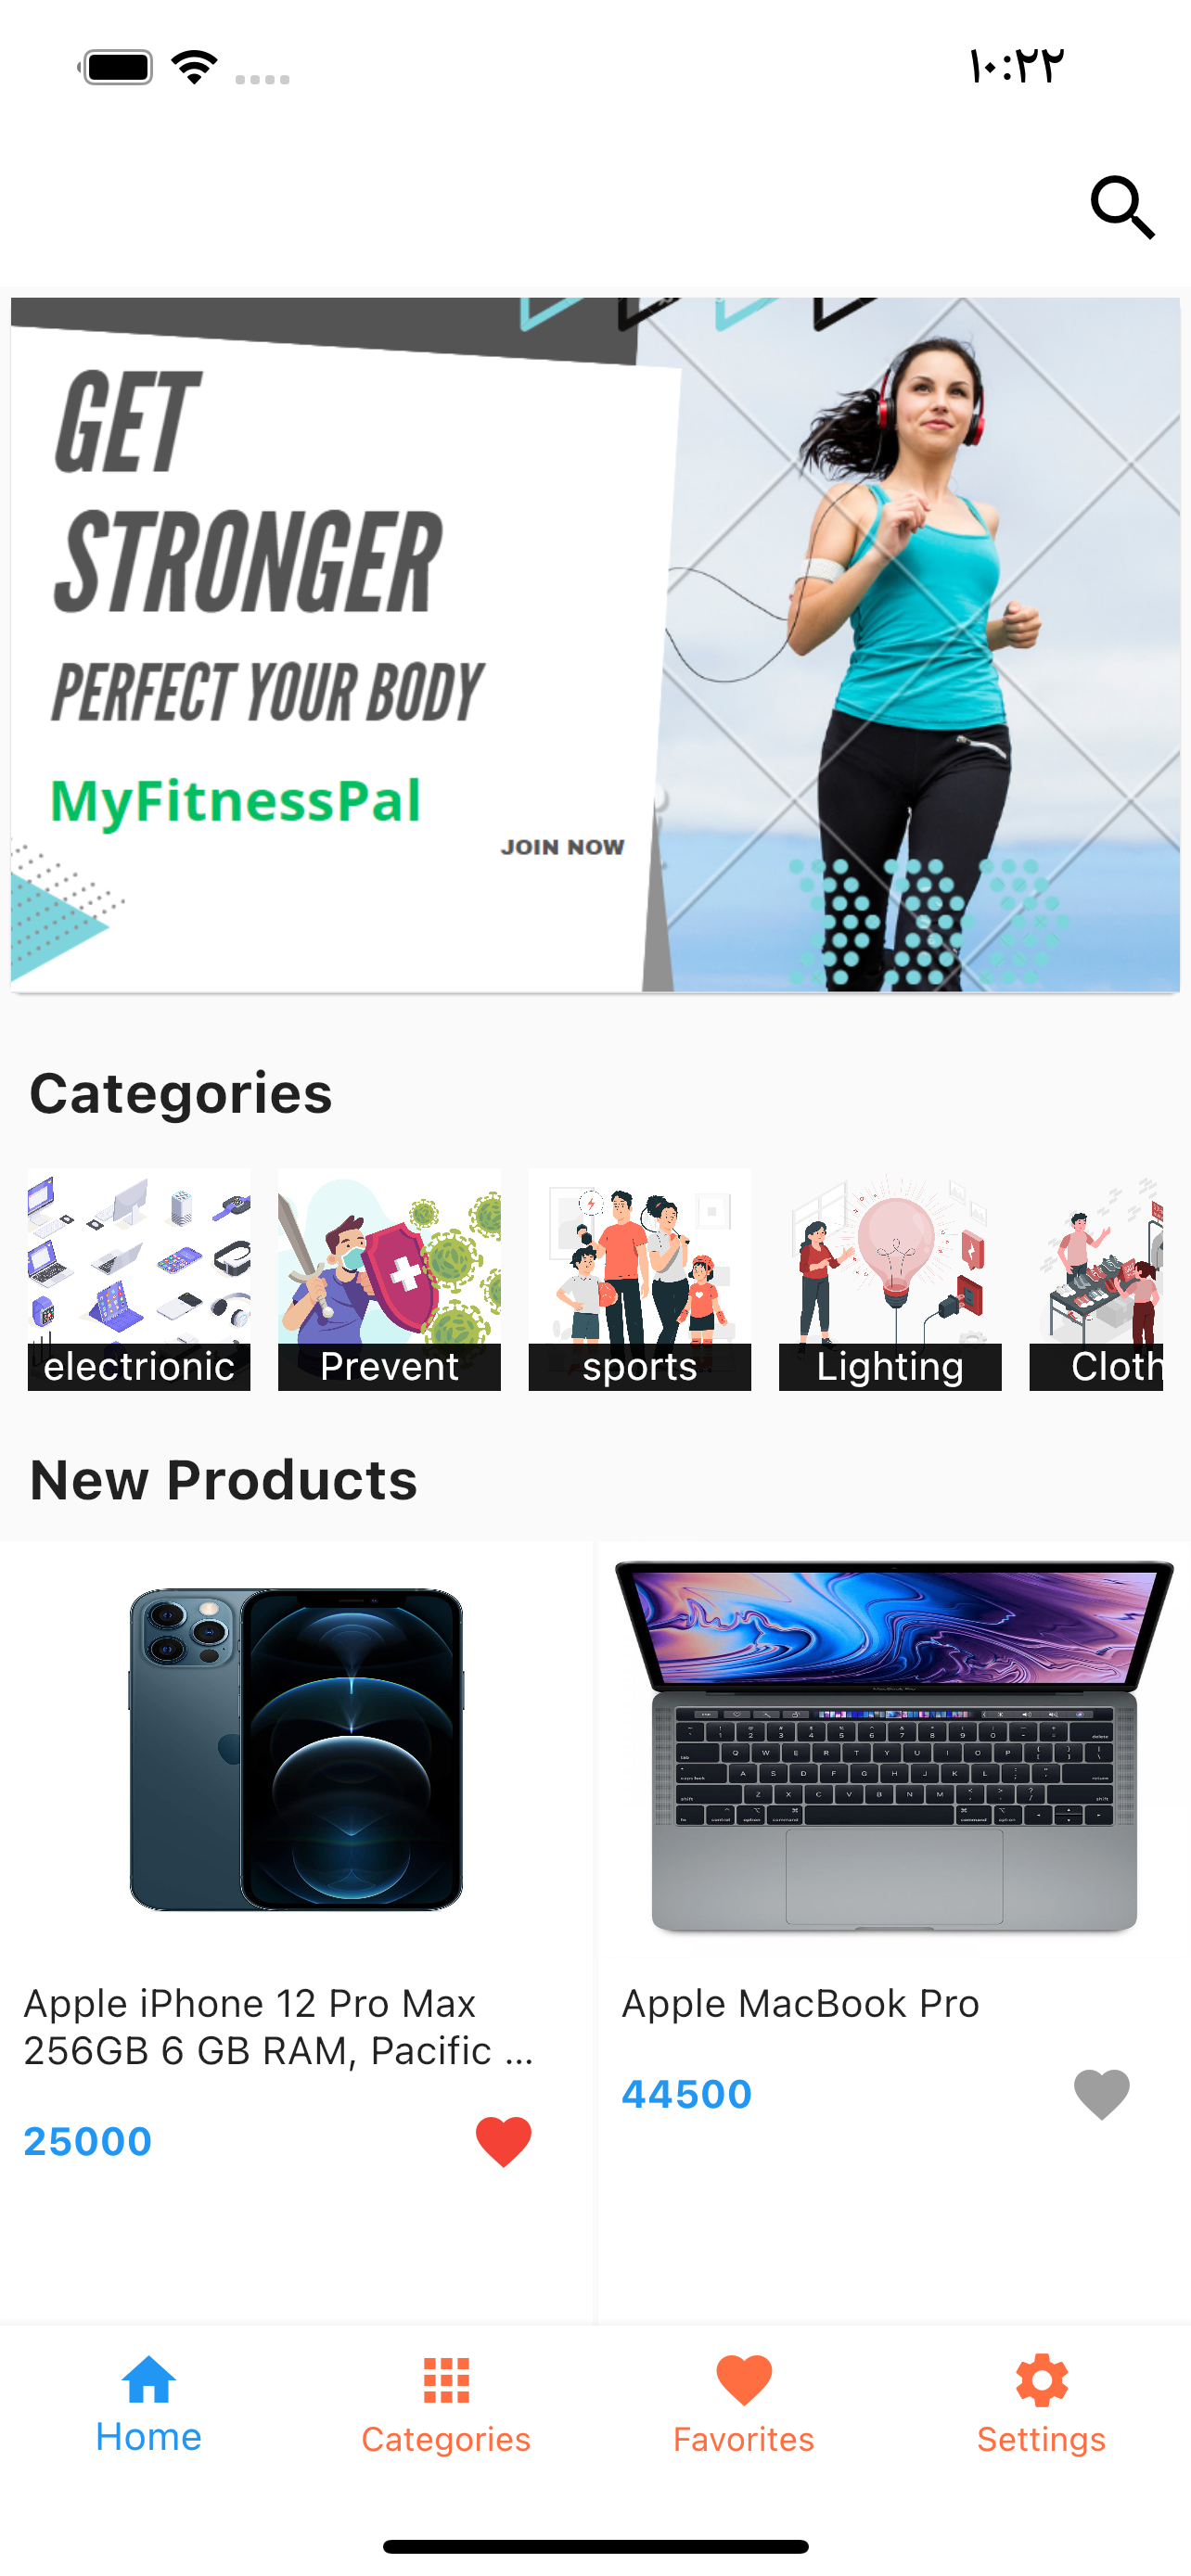 ١٠:٢٢
GET
STRONGER
PERFECT YOUR BODY
MyFitnessPal
JOIN NOW
Categories
electrionic
Prevent
sports
Lighting
Cloth
New Products
Apple iPhone 12 Pro Max
256GB 6 GB RAM, Pacific ...
25000
Apple MacBook Pro
44500
Home
Categories
Favorites
Settings